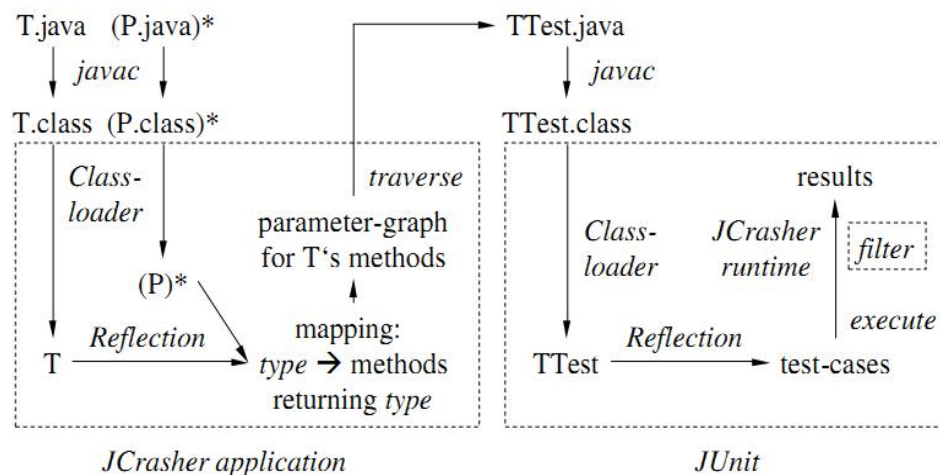 T.java (P.java)*
javac
T.class (P.class)*
Class-
loader
(P)*
Reflection
T
mapping:
type → methods
returning type
parameter-graph
for T‘s methods
traverse
JCrasher application
TTest.java
javac
TTest.class
Class-
loader
TTest
Reflection
test-cases
execute
JCrasher
runtime
filter
results
JUnit